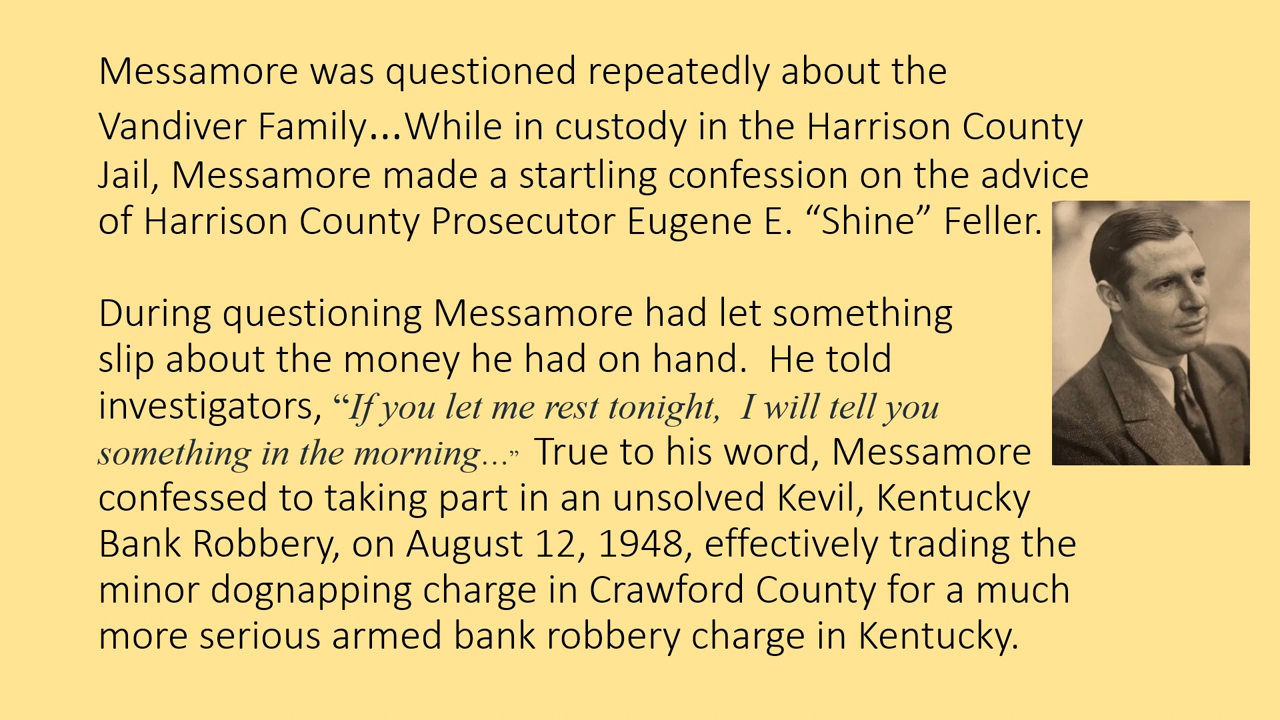 Messamore was questioned repeatedly about the
Vandiver Family...While in custody in the Harrison County
Jail, Messamore made a startling confession on the advice
of Harrison County Prosecutor Eugene E. “Shine” Feller.
During questioning Messamore had let something
slip about the money he had on hand.  He told
investigators, “If you let me rest tonight,  I will tell you
something in the morning...”  True to his word, Messamore
confessed to taking part in an unsolved Kevil, Kentucky
Bank Robbery, on August 12, 1948, effectively trading the
minor dognapping charge in Crawford County for a much
more serious armed bank robbery charge in Kentucky.